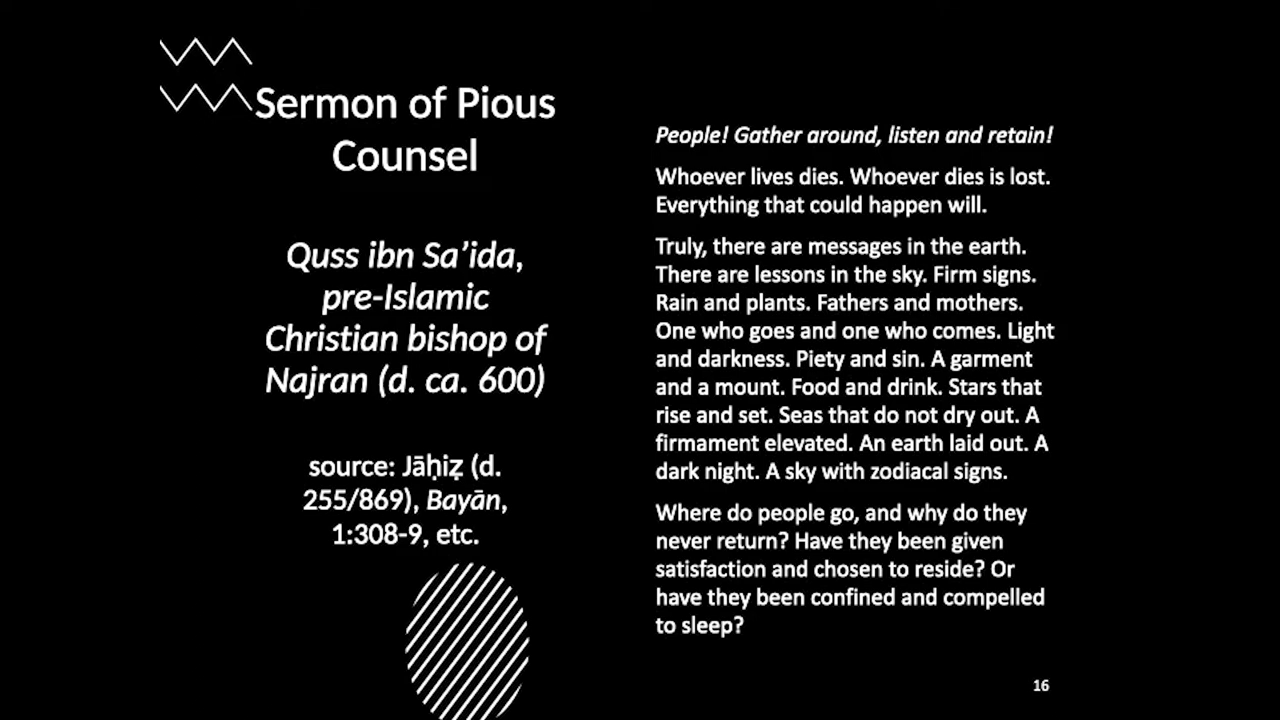 Sermon of Pious
Counsel
Quss ibn Sa’ida,
pre-Islamic
Christian bishop of
Najran (d. ca. 600)
source: Jāḥiẓ (d.
255/869), Bayān,
1:308-9, etc.
People! Gather around, listen and retain!
Whoever lives dies. Whoever dies is lost.
Everything that could happen will.
Truly, there are messages in the earth.
There are lessons in the sky. Firm signs.
Rain and plants. Fathers and mothers.
One who goes and one who comes. Light
and darkness. Piety and sin. A garment
and a mount. Food and drink. Stars that
rise and set. Seas that do not dry out. A
firmament elevated. An earth laid out. A
dark night. A sky with zodiacal signs.
Where do people go, and why do they
never return? Have they been given
satisfaction and chosen to reside? Or
have they been confined and compelled
to sleep?
16